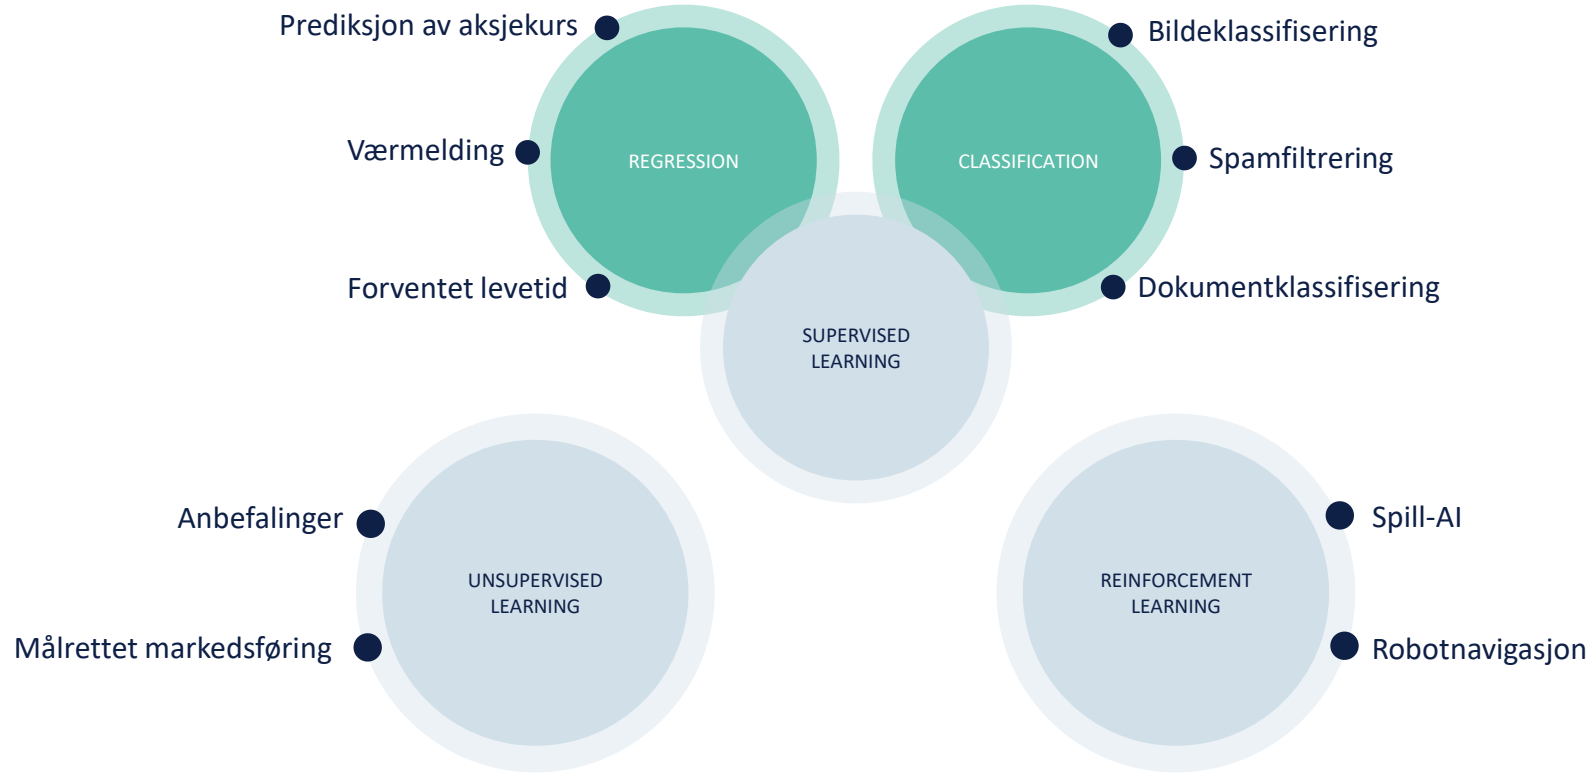 Prediksjon av aksjekurs
Bildeklassifisering
Værmelding
REGRESSION
CLASSIFICATION
Spamfiltrering
Forventet levetid
Dokumentklassifisering
SUPERVISED
LEARNING
Anbefalinger
Spill-AI
UNSUPERVISED
LEARNING
REINFORCEMENT
LEARNING
Målrettet markedsføring
Robotnavigasjon